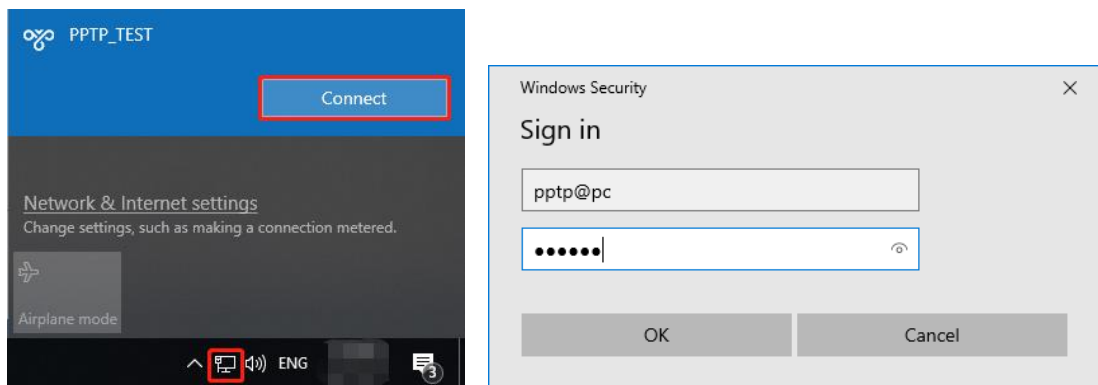 PPTP_TEST
Connect
Network & Internet settings
Change settings, such as making a connection metered.
Airplane mode
ENG
3
Windows Security
Sign in
pptp@pc
••••••
OK
Cancel